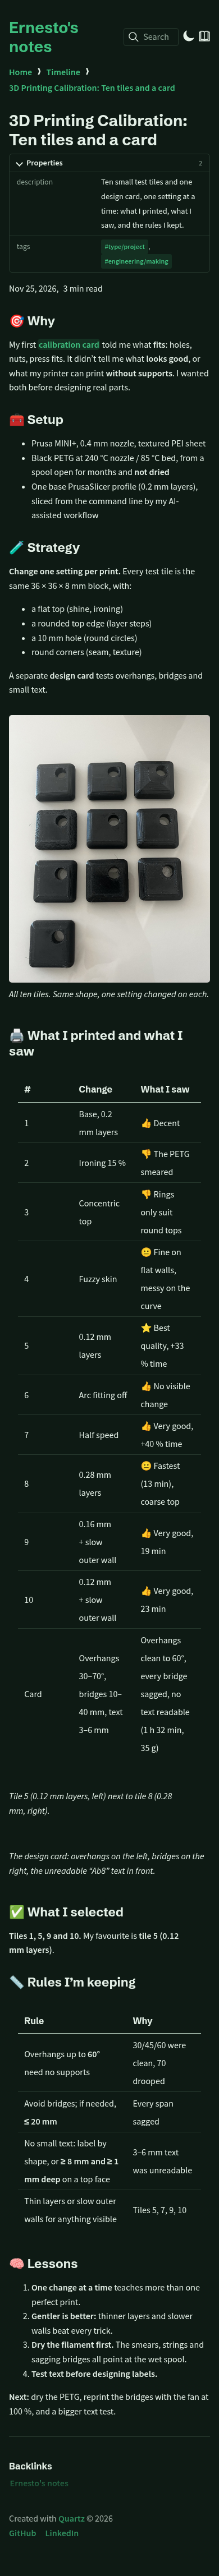 Ernesto's
notes
Search
Home ❯ Timeline ❯
3D Printing Calibration: Ten tiles and a card
3D Printing Calibration:
Ten tiles and a card
Properties 2
description Ten small test tiles and one
design card, one setting at a
time: what I printed, what I
saw, and the rules I kept.
tags #type/project ,
#engineering/making
Nov 25, 2026, 3 min read
🎯 Why
My first calibration card told me what fits: holes,
nuts, press fits. It didn't tell me what looks good, or
what my printer can print without supports. I wanted
both before designing real parts.
🧰 Setup
• Prusa MINI+, 0.4 mm nozzle, textured PEI sheet
• Black PETG at 240 °C nozzle / 85 °C bed, from a
spool open for months and not dried
• One base PrusaSlicer profile (0.2 mm layers),
sliced from the command line by my AI-
assisted workflow
🧪 Strategy
Change one setting per print. Every test tile is the
same 36 × 36 × 8 mm block, with:
• a flat top (shine, ironing)
• a rounded top edge (layer steps)
• a 10 mm hole (round circles)
• round corners (seam, texture)
A separate design card tests overhangs, bridges and
small text.
All ten tiles. Same shape, one setting changed on each.
🖨️ What I printed and what I
saw
# Change What I saw
1 Base, 0.2
mm layers 👍 Decent
2 Ironing 15 % 👎 The PETG
smeared
3 Concentric
top 👎 Rings
only suit
round tops
4 Fuzzy skin 😐 Fine on
flat walls,
messy on the
curve
5 0.12 mm
layers ⭐ Best
quality, +33
% time
6 Arc fitting off 👍 No visible
change
7 Half speed 👍 Very good,
+40 % time
8 0.28 mm
layers 😐 Fastest
(13 min),
coarse top
9 0.16 mm
+ slow
outer wall 👍 Very good,
19 min
10 0.12 mm
+ slow
outer wall 👍 Very good,
23 min
Card Overhangs
30–70°,
bridges 10–
40 mm, text
3–6 mm Overhangs
clean to 60°,
every bridge
sagged, no
text readable
(1 h 32 min,
35 g)
Tile 5 (0.12 mm layers, left) next to tile 8 (0.28
mm, right).
The design card: overhangs on the left, bridges on the
right, the unreadable “Ab8” text in front.
✅ What I selected
Tiles 1, 5, 9 and 10. My favourite is tile 5 (0.12
mm layers).
📏 Rules I’m keeping
Rule Why
Overhangs up to 60°
need no supports 30/45/60 were
clean, 70
drooped
Avoid bridges; if needed,
≤ 20 mm Every span
sagged
No small text: label by
shape, or ≥ 8 mm and ≥ 1
mm deep on a top face 3–6 mm text
was unreadable
Thin layers or slow outer
walls for anything visible Tiles 5, 7, 9, 10
🧠 Lessons
1. One change at a time teaches more than one
perfect print.
2. Gentler is better: thinner layers and slower
walls beat every trick.
3. Dry the filament first. The smears, strings and
sagging bridges all point at the wet spool.
4. Test text before designing labels.
Next: dry the PETG, reprint the bridges with the fan at
100 %, and a bigger text test.
Backlinks
Ernesto's notes
Created with Quartz © 2026
GitHub LinkedIn